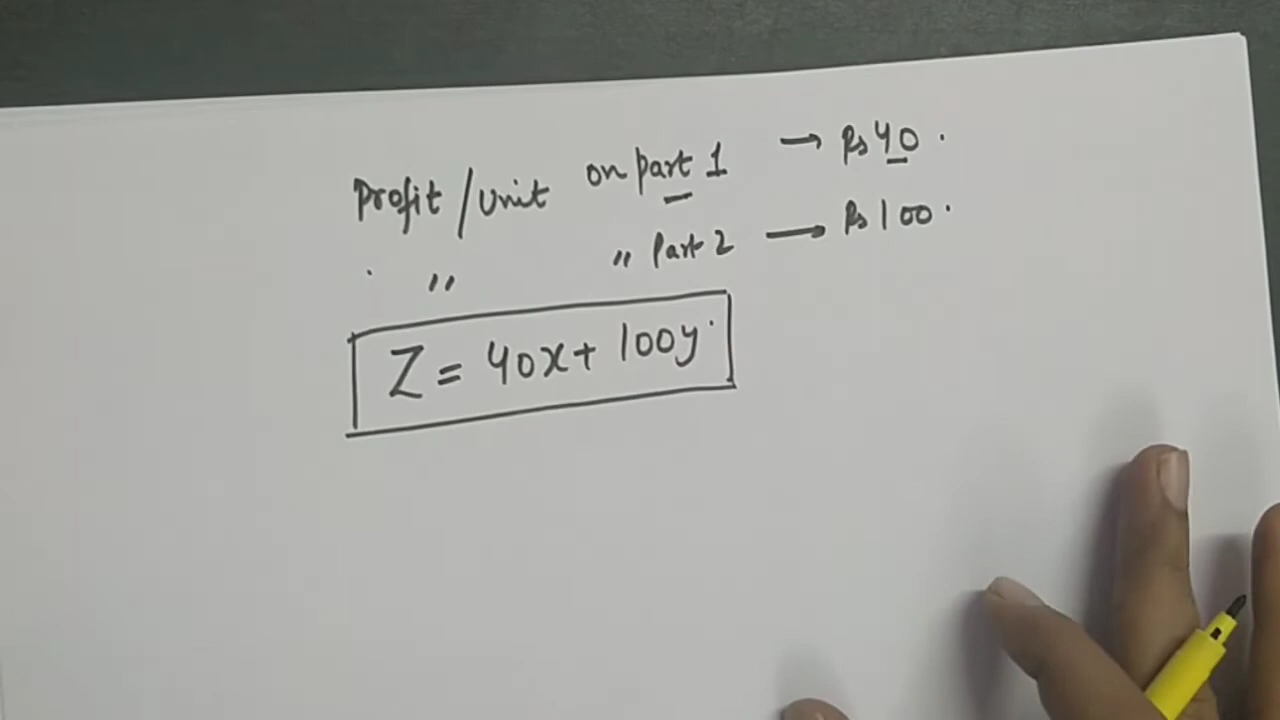 Profit/Unit on part 1 → Rs 40.
" " Part 2 → Rs 100.
Z = 40x + 100y.